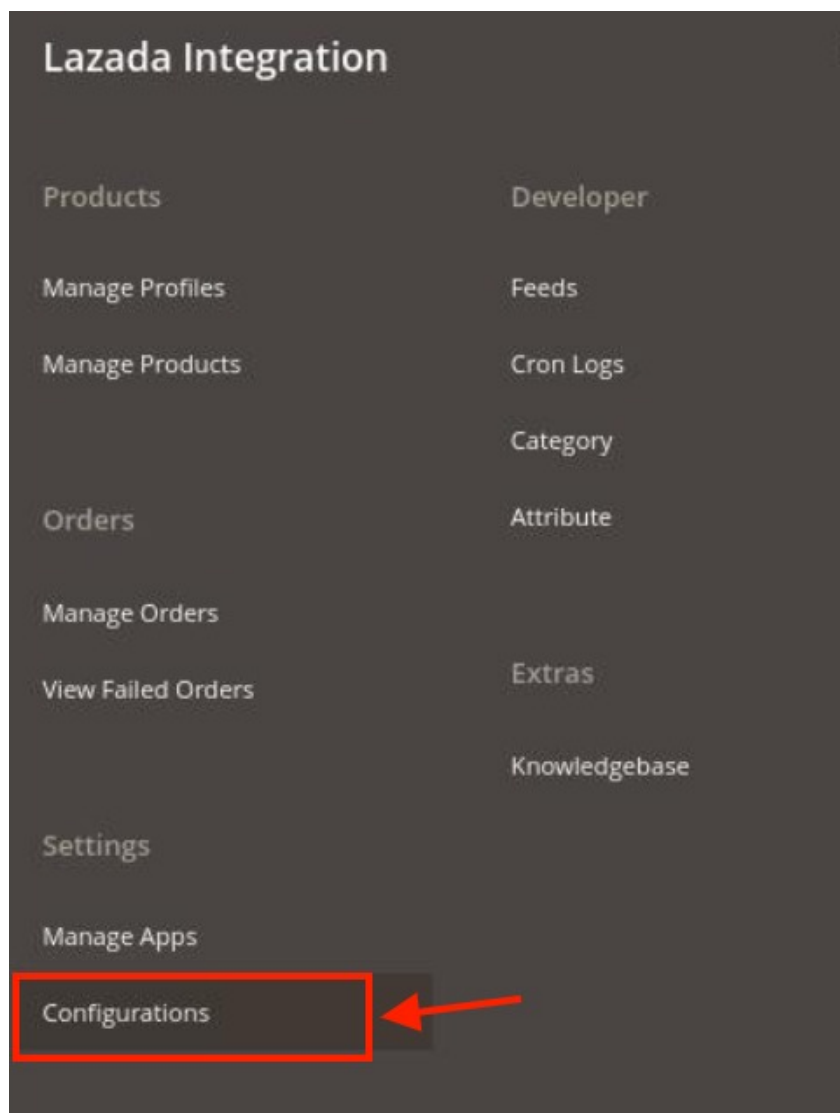 Lazada Integration
Products
Manage Profiles
Manage Products
Orders
Manage Orders
View Failed Orders
Settings
Manage Apps
Configurations
Developer
Feeds
Cron Logs
Category
Attribute
Extras
Knowledgebase